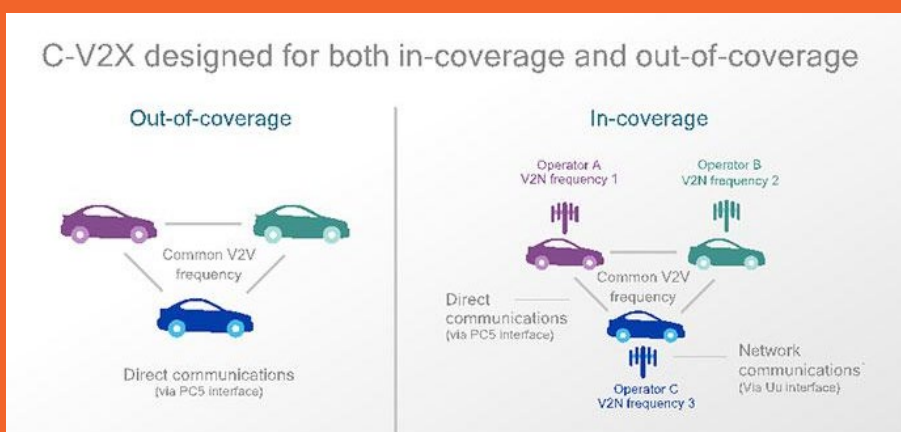 C-V2X designed for both in-coverage and out-of-coverage
Out-of-coverage
Common V2V
frequency
Direct communications
(via PC5 interface)
In-coverage
Operator A
V2N frequency 1
Operator B
V2N frequency 2
Common V2V
frequency
Direct
communications
(via PC5 interface)
Network
communications
(Via Uu interface)
Operator C
V2N frequency 3